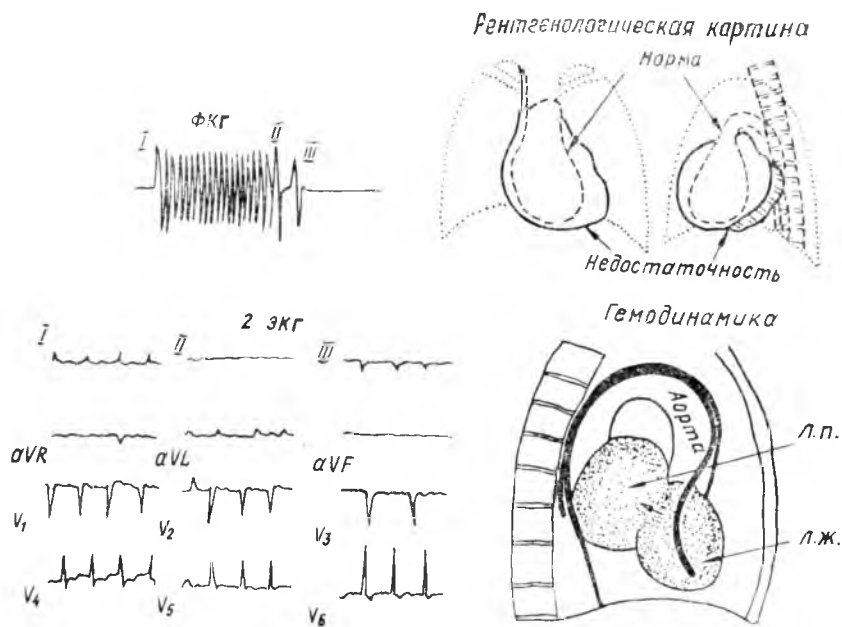 Рентгенологическая картина
Норма
ФКГ
I
II
III
Недостаточность
2 ЭКГ
I
II
III
aVR
aVL
aVF
V1
V2
V3
V4
V5
V6
Гемодинамика
Аорта
Л.П.
Л.Ж.